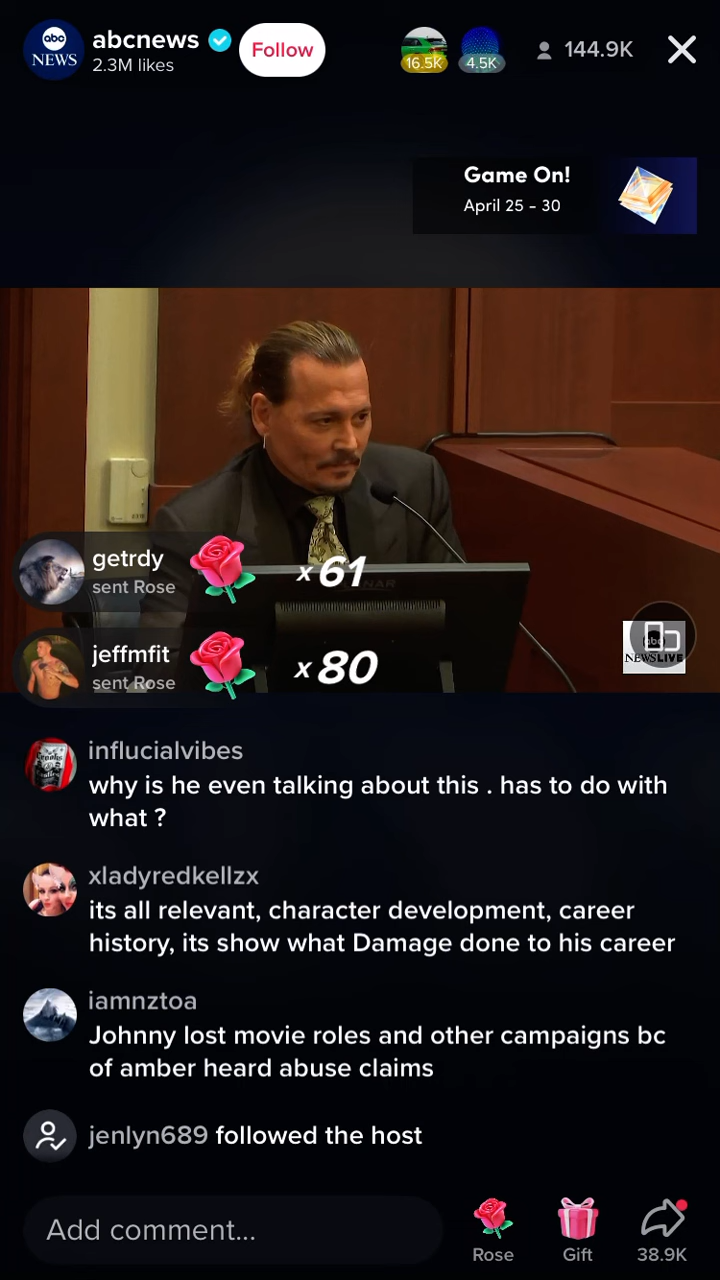 abc
NEWS
abcnews
2.3M likes
Follow
16.5K
4.5K
144.9K
Game On!
April 25 - 30
getrdy
sent Rose
x61
jeffmfit
sent Rose
x80
abc
NEWS LIVE
influcialvibes
why is he even talking about this . has to do with
what ?
xladyredkellzx
its all relevant, character development, career
history, its show what Damage done to his career
iamnztoa
Johnny lost movie roles and other campaigns bc
of amber heard abuse claims
jenlyn689 followed the host
Add comment...
Rose
Gift
38.9K